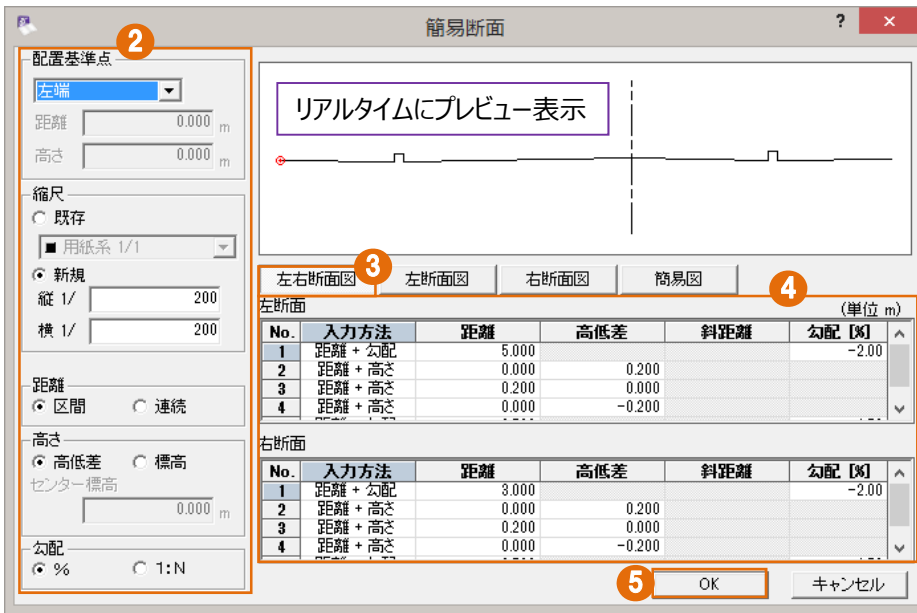 簡易断面
? ×
2
配置基準点
左端
距離 0.000 m
高さ 0.000 m
縮尺
既存
用紙系 1/1
新規
縦 1/ 200
横 1/ 200
距離
区間 連続
高さ
高低差 標高
センター標高
0.000 m
勾配
% 1:N
リアルタイムにプレビュー表示
3
左右断面図 左断面図 右断面図 簡易図
4
左断面 (単位 m)
No. 入力方法 距離 高低差 斜距離 勾配 [%]
1 距離 + 勾配 5.000 -2.00
2 距離 + 高さ 0.000 0.200
3 距離 + 高さ 0.200 0.000
4 距離 + 高さ 0.000 -0.200
右断面
No. 入力方法 距離 高低差 斜距離 勾配 [%]
1 距離 + 勾配 3.000 -2.00
2 距離 + 高さ 0.000 0.200
3 距離 + 高さ 0.200 0.000
4 距離 + 高さ 0.000 -0.200
5
OK キャンセル